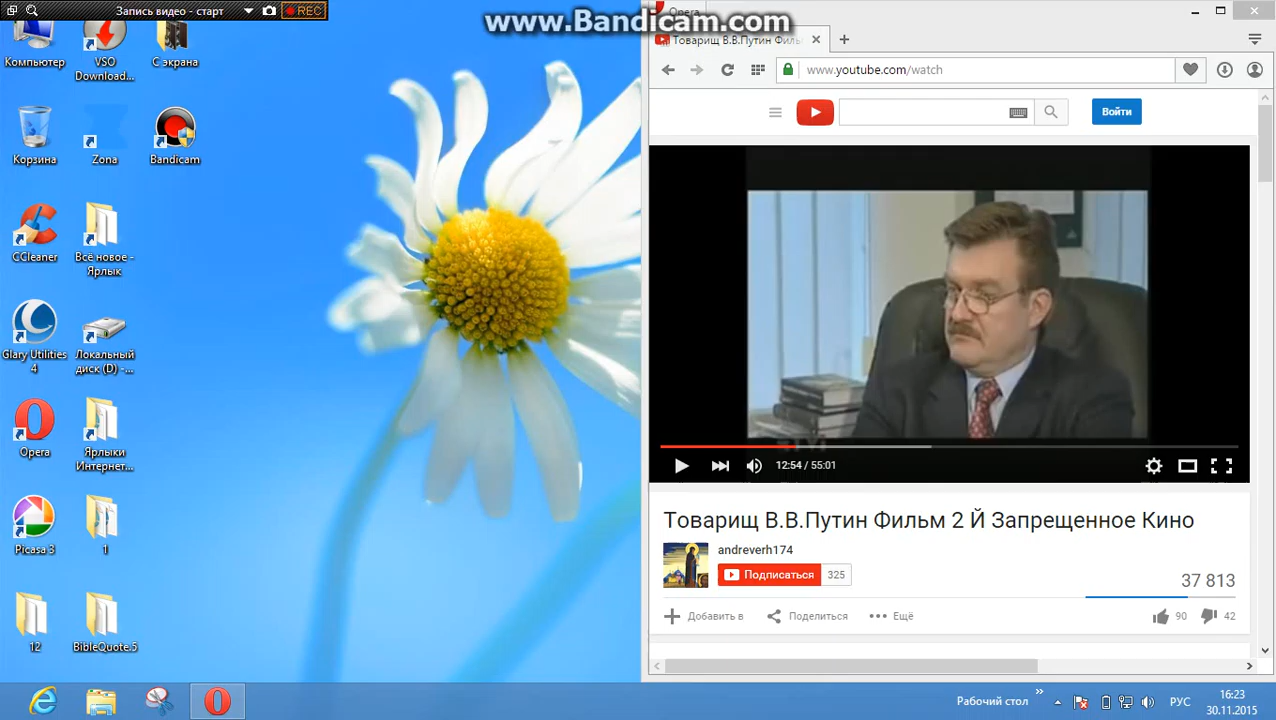 Запись видео - старт
REC
www.Bandicam.com
Компьютер
VSO
Download...
С экрана
Корзина
Zona
Bandicam
CCleaner
Всё новое -
Ярлык
Glary Utilities
4
Локальный
диск (D) -...
Opera
Ярлыки
Интернет...
Picasa 3
1
12
BibleQuote.5
Opera
Товарищ В.В.Путин Филь
www.youtube.com/watch
Войти
12:54 / 55:01
Товарищ В.В.Путин Фильм 2 Й Запрещенное Кино
andreverh174
Подписаться
325
37 813
Добавить в
Поделиться
Ещё
90
42
Рабочий стол
»
РУС
16:23
30.11.2015